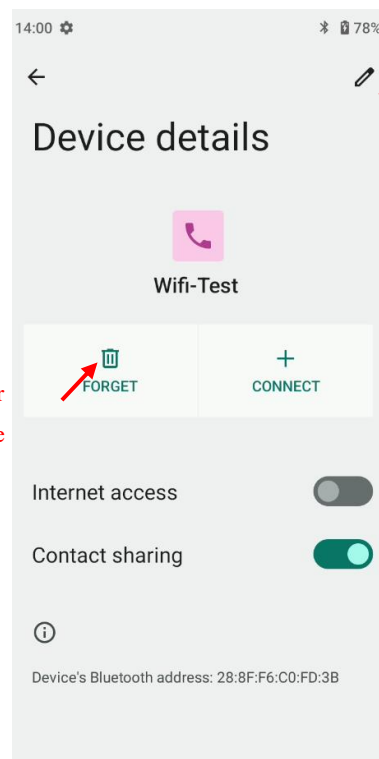 14:00 78%
Device details
Wifi-Test
FORGET CONNECT
Internet access
Contact sharing
Device's Bluetooth address: 28:8F:F6:C0:FD:3B